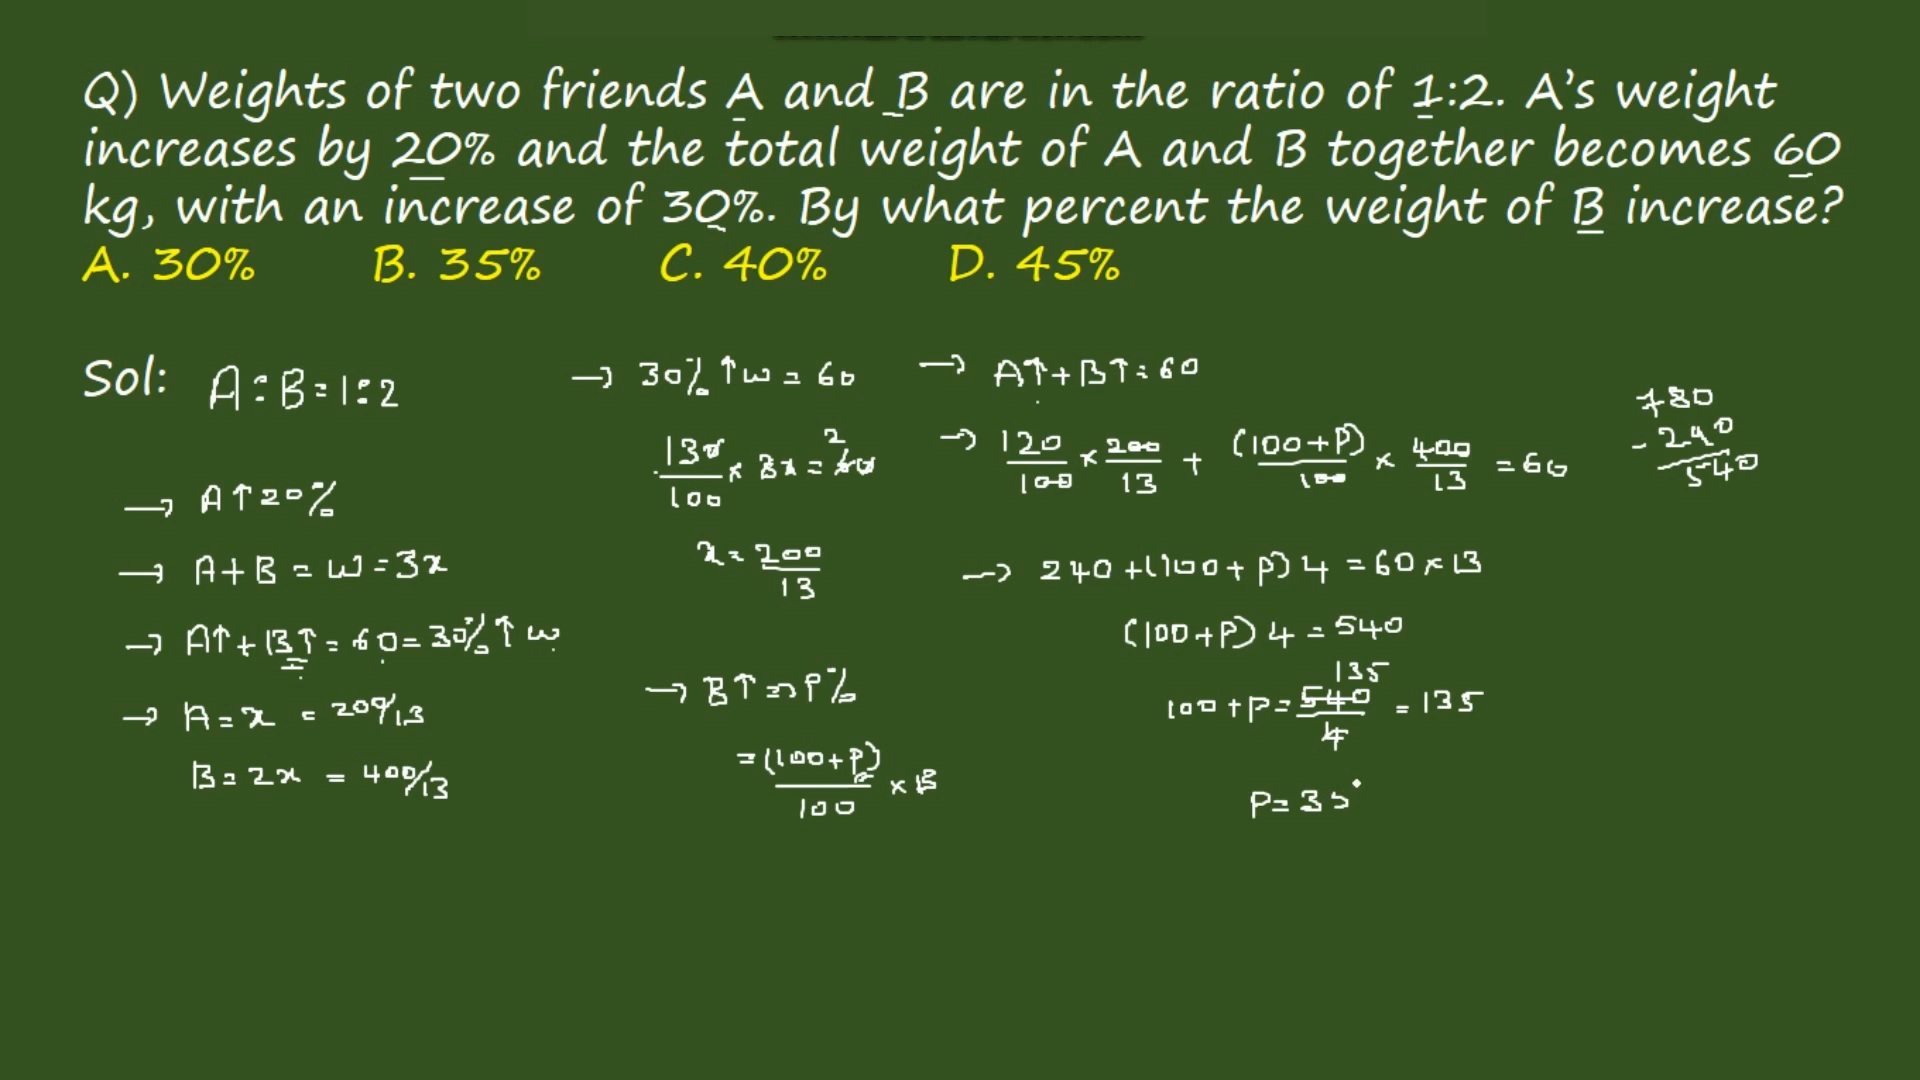 Q) Weights of two friends A and B are in the ratio of 1:2. A's weight
increases by 20% and the total weight of A and B together becomes 60
kg, with an increase of 30%. By what percent the weight of B increase?
A. 30% B. 35% C. 40% D. 45%
Sol: A:B=1:2
→ A↑20%
→ A+B = w = 3x
→ A↑+B↑ = 60 = 30%↑w
→ A = x = 200/13
B = 2x = 400/13
→ 30%↑w = 60
130/100 × 3x = 60 2
x = 200/13
→ B↑ => P%
= (100+P)/100 × B
→ A↑+B↑ = 60
→ 120/100 × 200/13 + (100+P)/100 × 400/13 = 60
→ 240+(100+P)4 = 60×13
(100+P)4 = 540
135
100+P = 540/4 = 135
P = 35
780
- 240
540